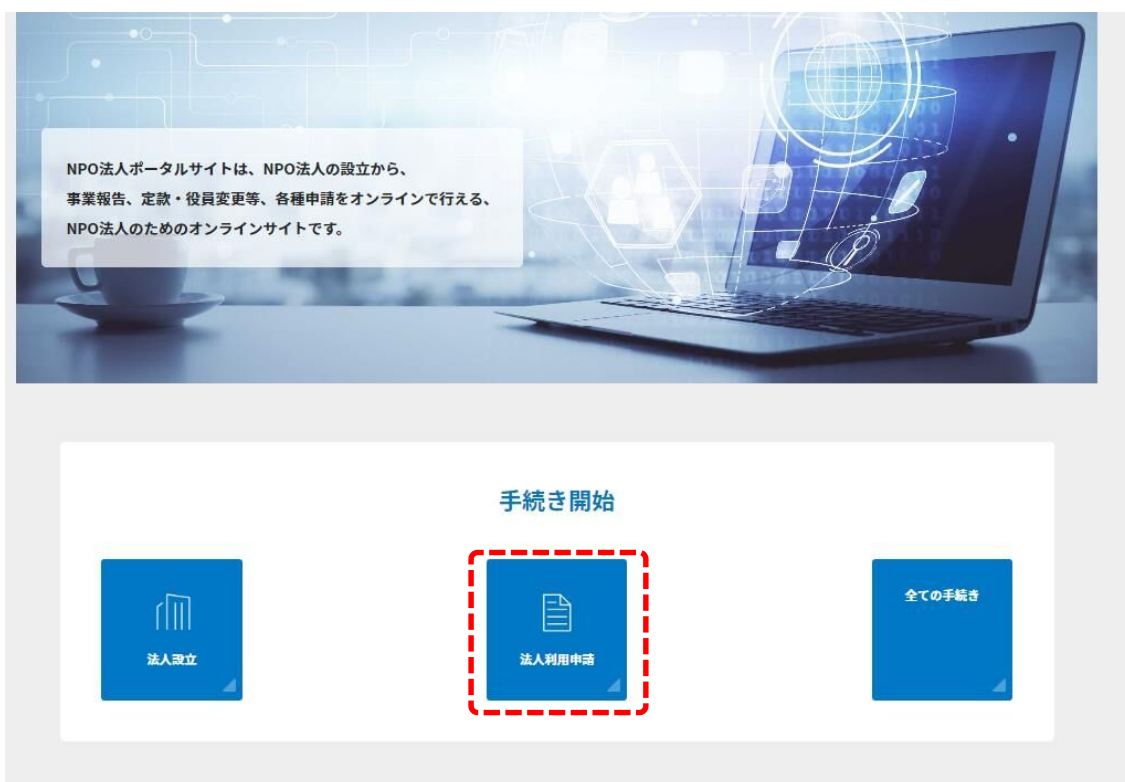 NPO法人ポータルサイトは、NPO法人の設立から、
事業報告、定款・役員変更等、各種申請をオンラインで行える、
NPO法人のためのオンラインサイトです。
手続き開始
法人設立
法人利用申請
全ての手続き